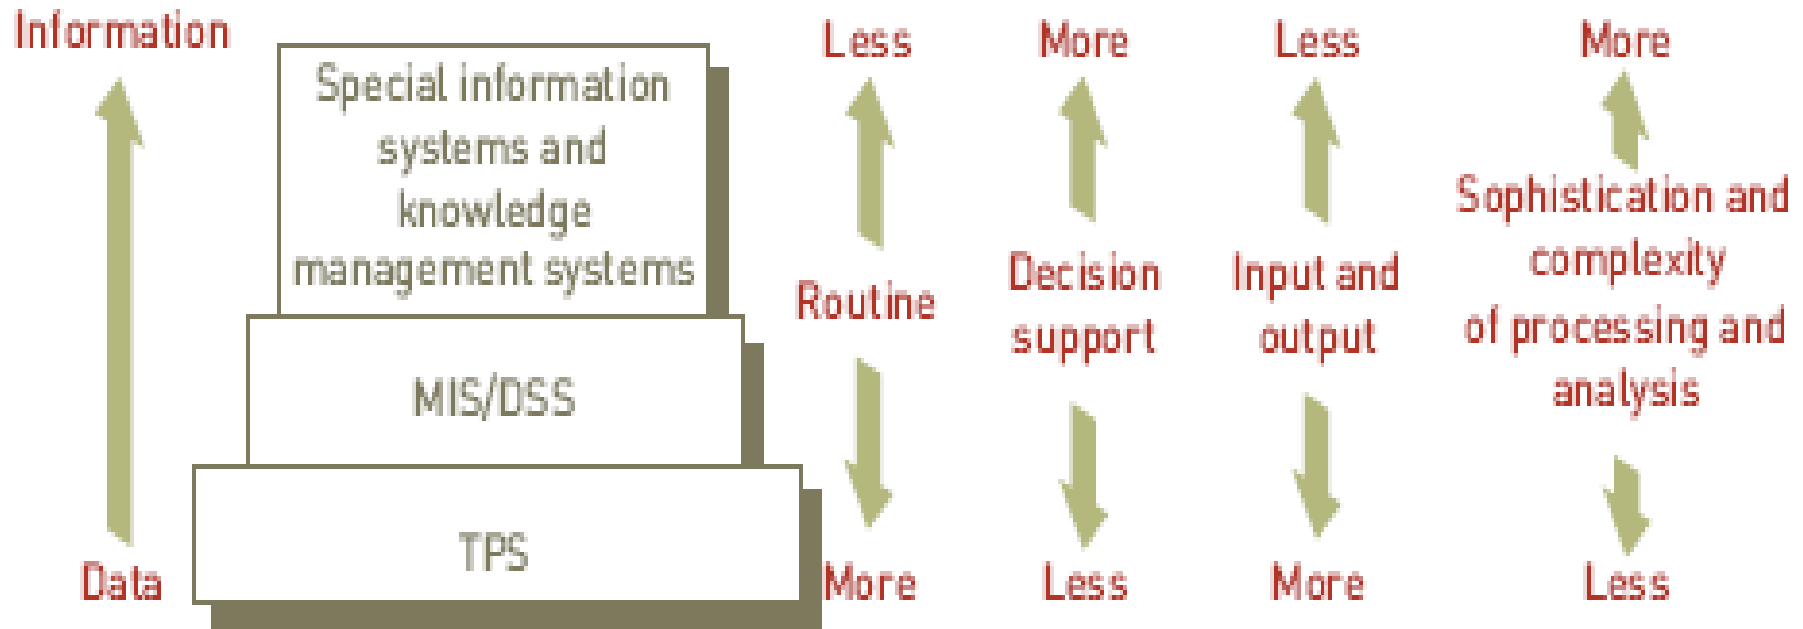 Information
Data
Special information
systems and
knowledge
management systems
MIS/DSS
TPS
Less
Routine
More
More
Decision
support
Less
Less
Input and
output
More
More
Sophistication and
complexity
of processing and
analysis
Less